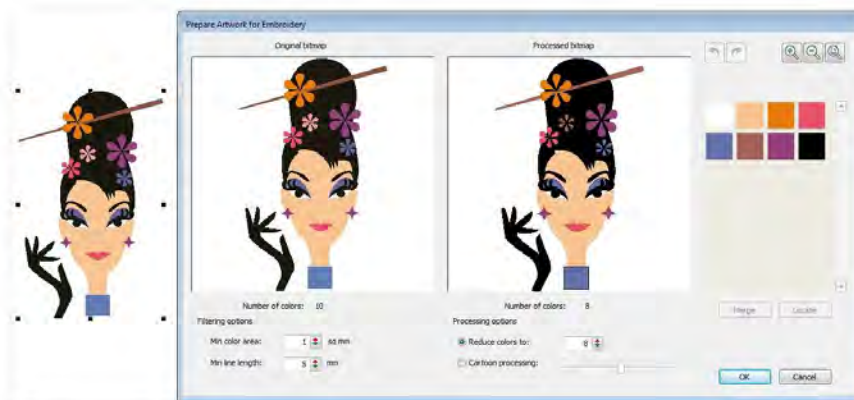 Prepare Artwork for Embroidery
Original bitmap
Processed bitmap
Number of colors: 10
Number of colors: 8
Filtering options
Processing options
Min color area: 1 sq mm
Reduce colors to: 8
Min line length: 5 mm
Cartoon processing:
Merge
Locate
OK
Cancel